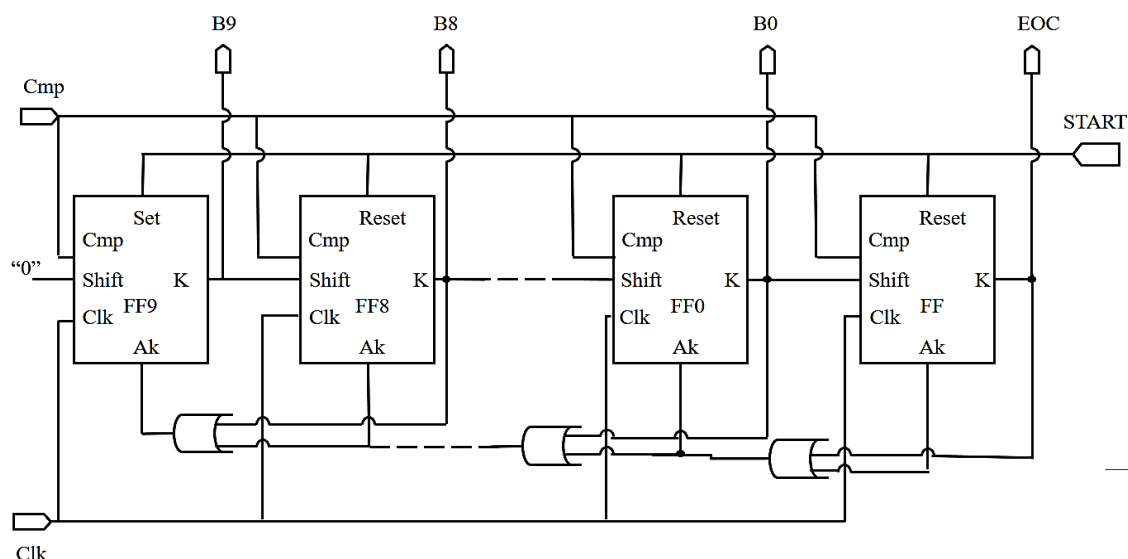 B9
B8
B0
EOC
Cmp
START
Set
Cmp
“0”
Shift
K
FF9
Clk
Ak
Reset
Cmp
Shift
K
FF8
Clk
Ak
Reset
Cmp
Shift
K
FF0
Clk
Ak
Reset
Cmp
Shift
K
FF
Clk
Ak
Clk